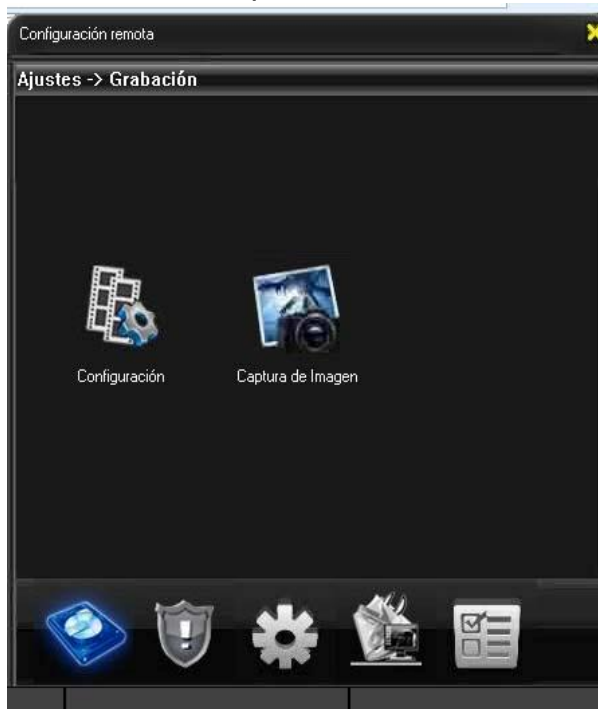 Configuración remota
Ajustes -> Grabación
Configuración
Captura de Imagen